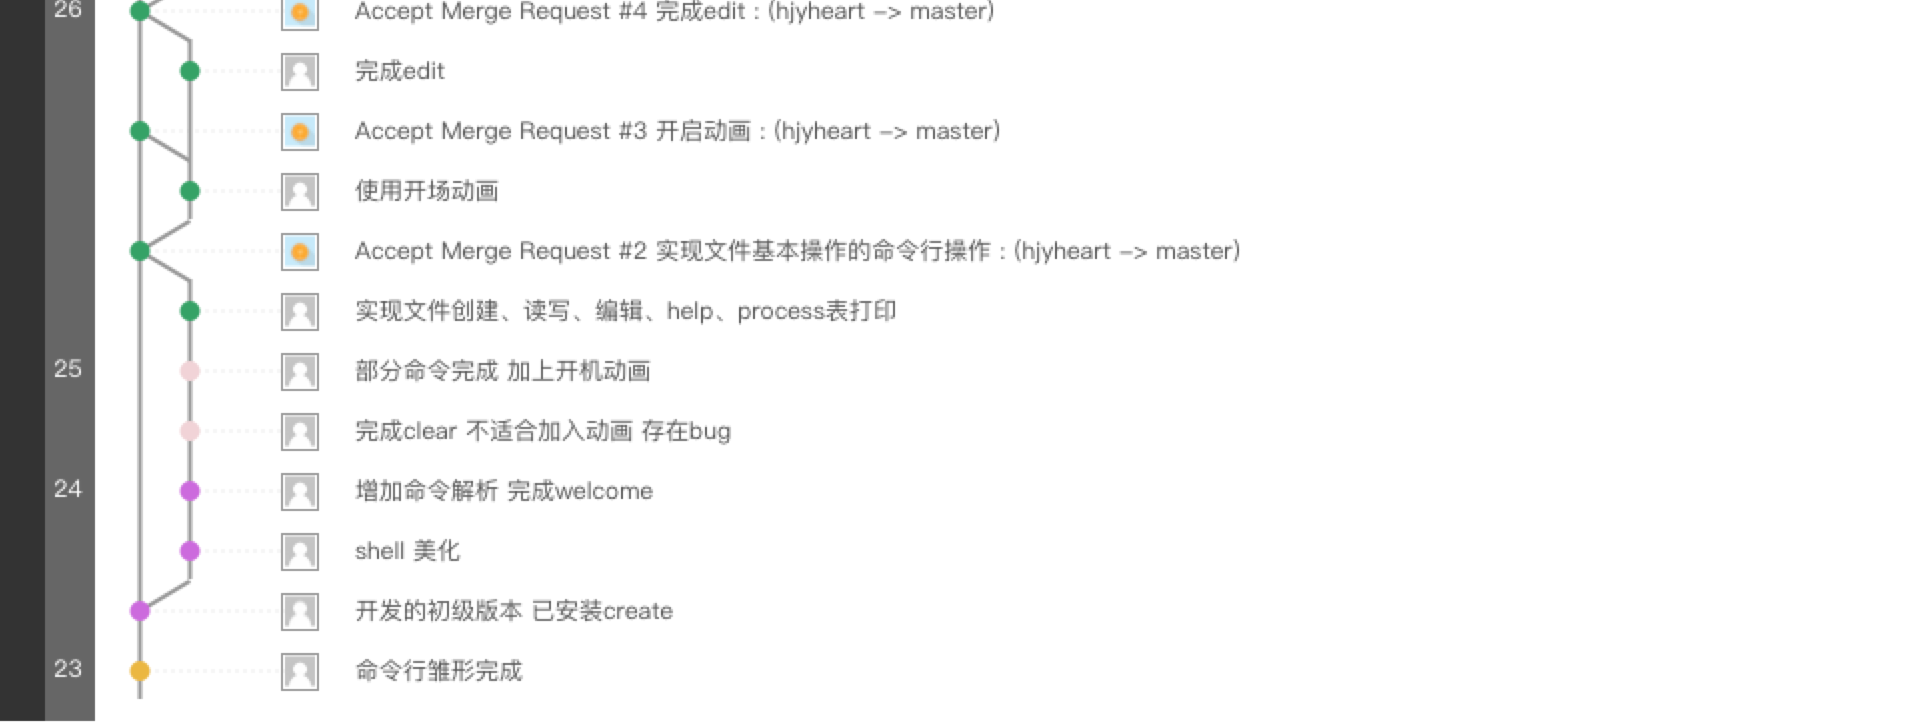 26 Accept Merge Request #4 完成edit : (hjyheart -> master)
完成edit
Accept Merge Request #3 开启动画 : (hjyheart -> master)
使用开场动画
Accept Merge Request #2 实现文件基本操作的命令行操作 : (hjyheart -> master)
实现文件创建、读写、编辑、help、process表打印
25 部分命令完成 加上开机动画
完成clear 不适合加入动画 存在bug
24 增加命令解析 完成welcome
shell 美化
开发的初级版本 已安装create
23 命令行雏形完成